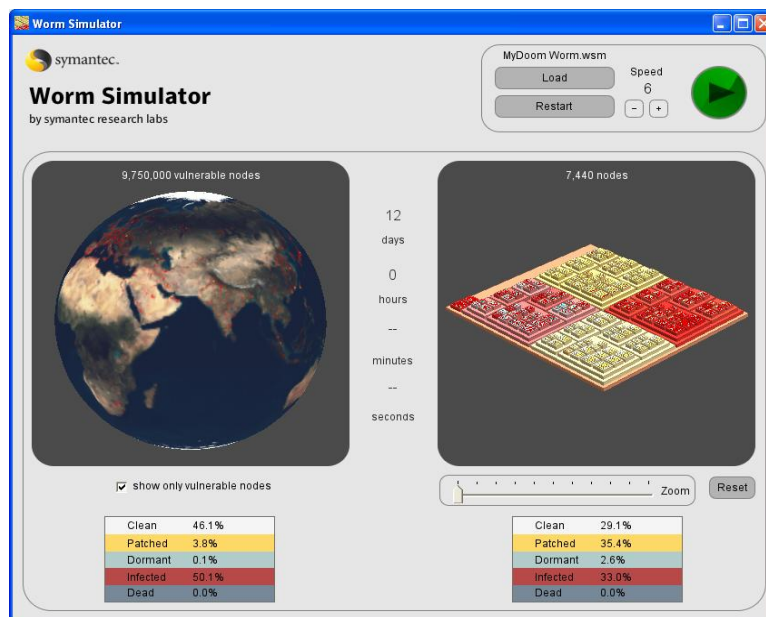 Worm Simulator
symantec.
Worm Simulator
by symantec research labs
MyDoom Worm.wsm
Load
Restart
Speed
6
- +
9,750,000 vulnerable nodes
12
days
0
hours
--
minutes
--
seconds
7,440 nodes
show only vulnerable nodes
Zoom
Reset
Clean 46.1%
Patched 3.8%
Dormant 0.1%
Infected 50.1%
Dead 0.0%
Clean 29.1%
Patched 35.4%
Dormant 2.6%
Infected 33.0%
Dead 0.0%